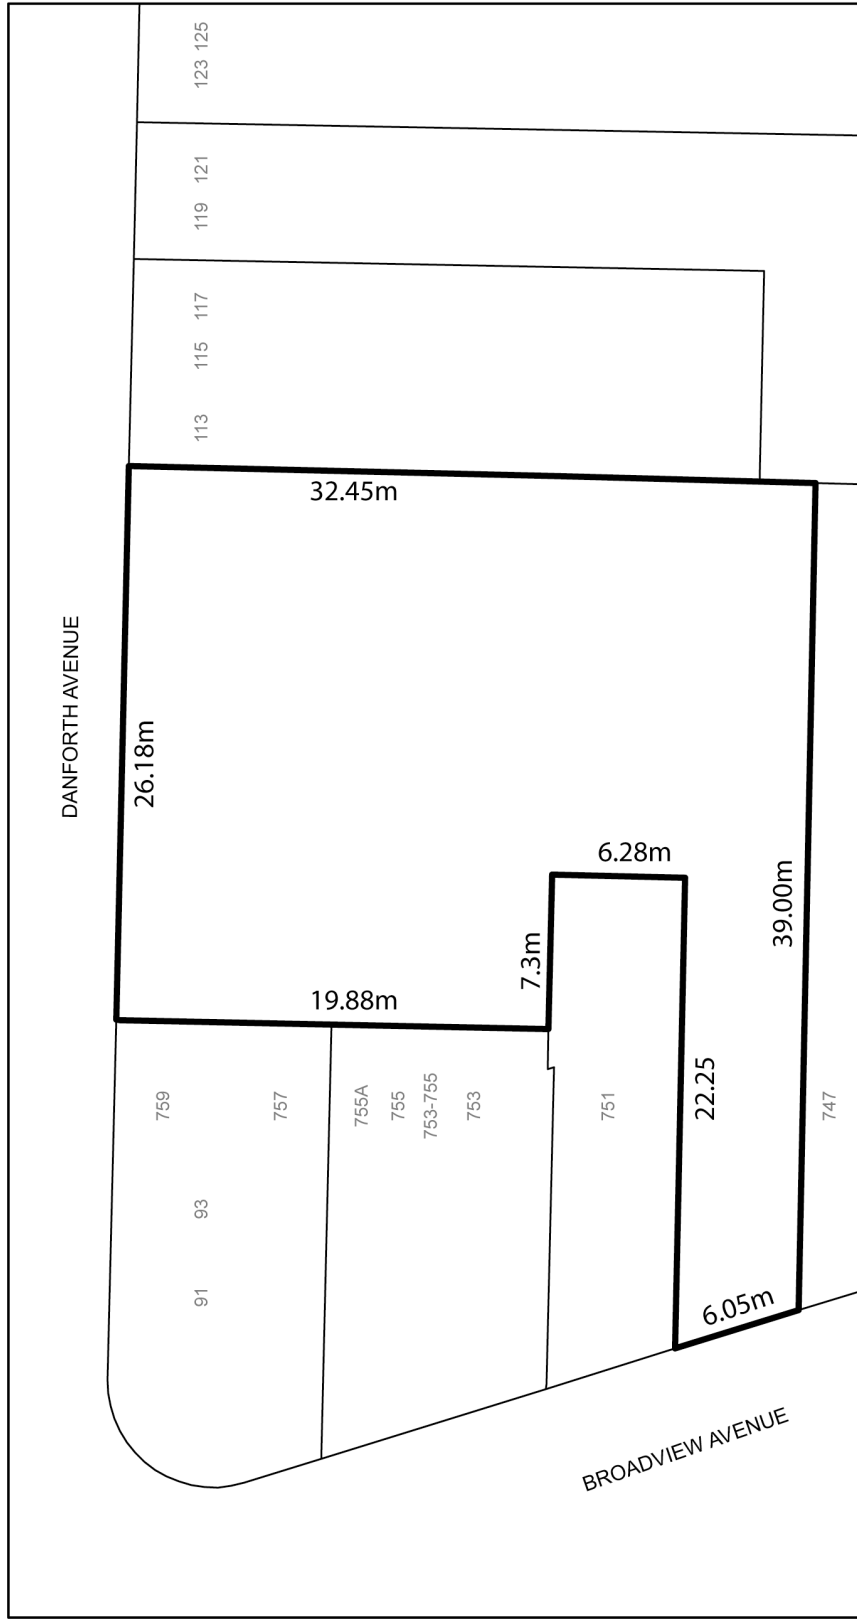 123 125
119 121
113 115 117
32.45m
DANFORTH AVENUE
26.18m
6.28m
7.3m
39.00m
19.88m
22.25
759
757
755A
755
753-755
753
751
747
93
91
6.05m
BROADVIEW AVENUE